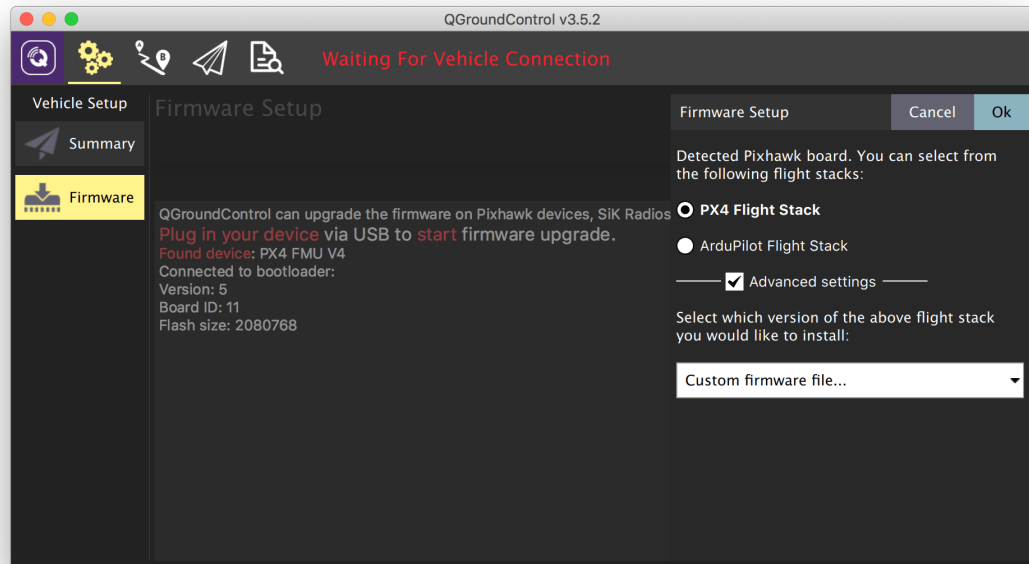 QGroundControl v3.5.2
Waiting For Vehicle Connection
Vehicle Setup
Summary
Firmware
Firmware Setup
QGroundControl can upgrade the firmware on Pixhawk devices, SiK Radios
Plug in your device via USB to start firmware upgrade.
Found device: PX4 FMU V4
Connected to bootloader:
Version: 5
Board ID: 11
Flash size: 2080768
Firmware Setup
Cancel
Ok
Detected Pixhawk board. You can select from
the following flight stacks:
PX4 Flight Stack
ArduPilot Flight Stack
Advanced settings
Select which version of the above flight stack
you would like to install:
Custom firmware file...